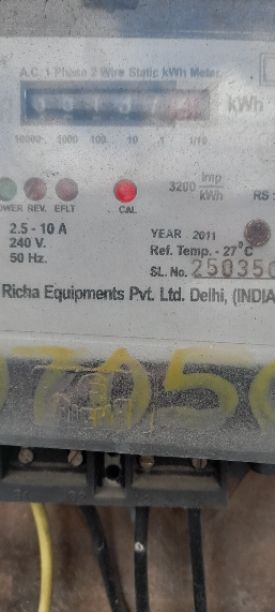 A.C. 1 Phase 2 Wire Static kWh Meter
kWh
10000 1000 100 10 1 1/10
3200 Imp/kWh
POWER REV. EFLT CAL RS
2.5 - 10 A YEAR - 2011
240 V. Ref. Temp. - 27°C
50 Hz. SL. No. 250350
Richa Equipments Pvt. Ltd. Delhi, (INDIA